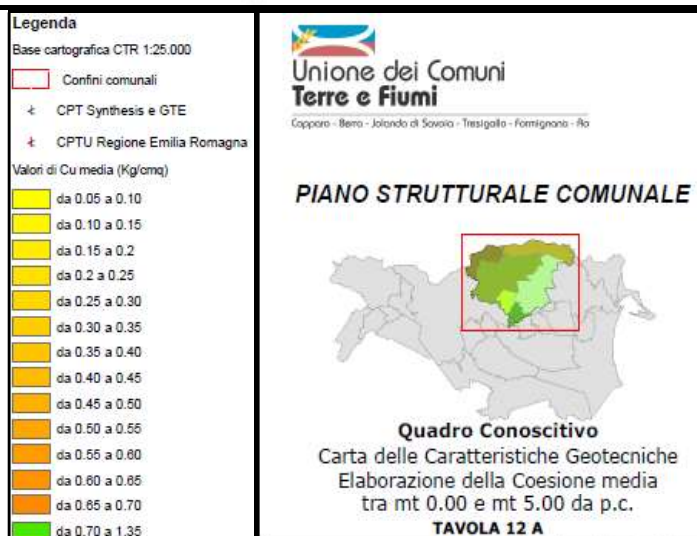 Legenda
Base cartografica CTR 1:25.000
Confini comunali
CPT Synthesis e GTE
CPTU Regione Emilia Romagna
Valori di Cu media (Kg/cmq)
da 0.05 a 0.10
da 0.10 a 0.15
da 0.15 a 0.2
da 0.2 a 0.25
da 0.25 a 0.30
da 0.30 a 0.35
da 0.35 a 0.40
da 0.40 a 0.45
da 0.45 a 0.50
da 0.50 a 0.55
da 0.55 a 0.60
da 0.60 a 0.65
da 0.65 a 0.70
da 0.70 a 1.35
Unione dei Comuni
Terre e Fiumi
Copparo - Berra - Jolanda di Savoia - Tresigallo - Formignana - Ro
PIANO STRUTTURALE COMUNALE
Quadro Conoscitivo
Carta delle Caratteristiche Geotecniche
Elaborazione della Coesione media
tra mt 0.00 e mt 5.00 da p.c.
TAVOLA 12 A